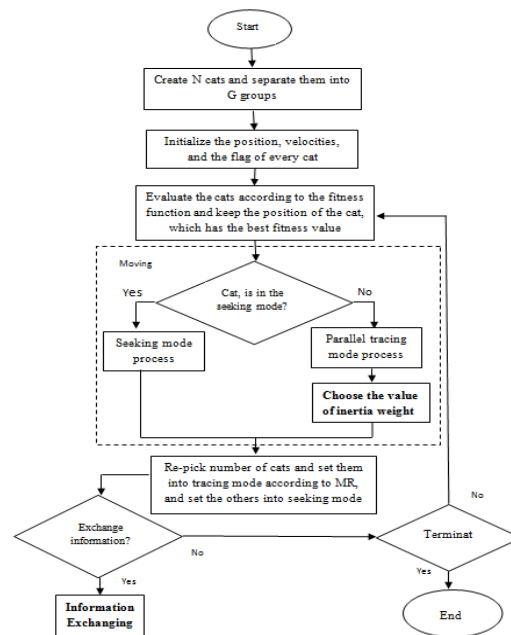 Start
Create N cats and separate them into
G groups
Initialize the position, velocities,
and the flag of every cat
Evaluate the cats according to the fitness
function and keep the position of the cat,
which has the best fitness value
Moving
Yes
Cat, is in the
seeking mode?
No
Seeking mode
process
Parallel tracing
mode process
Choose the value
of inertia weight
Re-pick number of cats and set them
into tracing mode according to MR,
and set the others into seeking mode
No
Exchange
information?
Terminat
No
Yes
Yes
Information
Exchanging
End